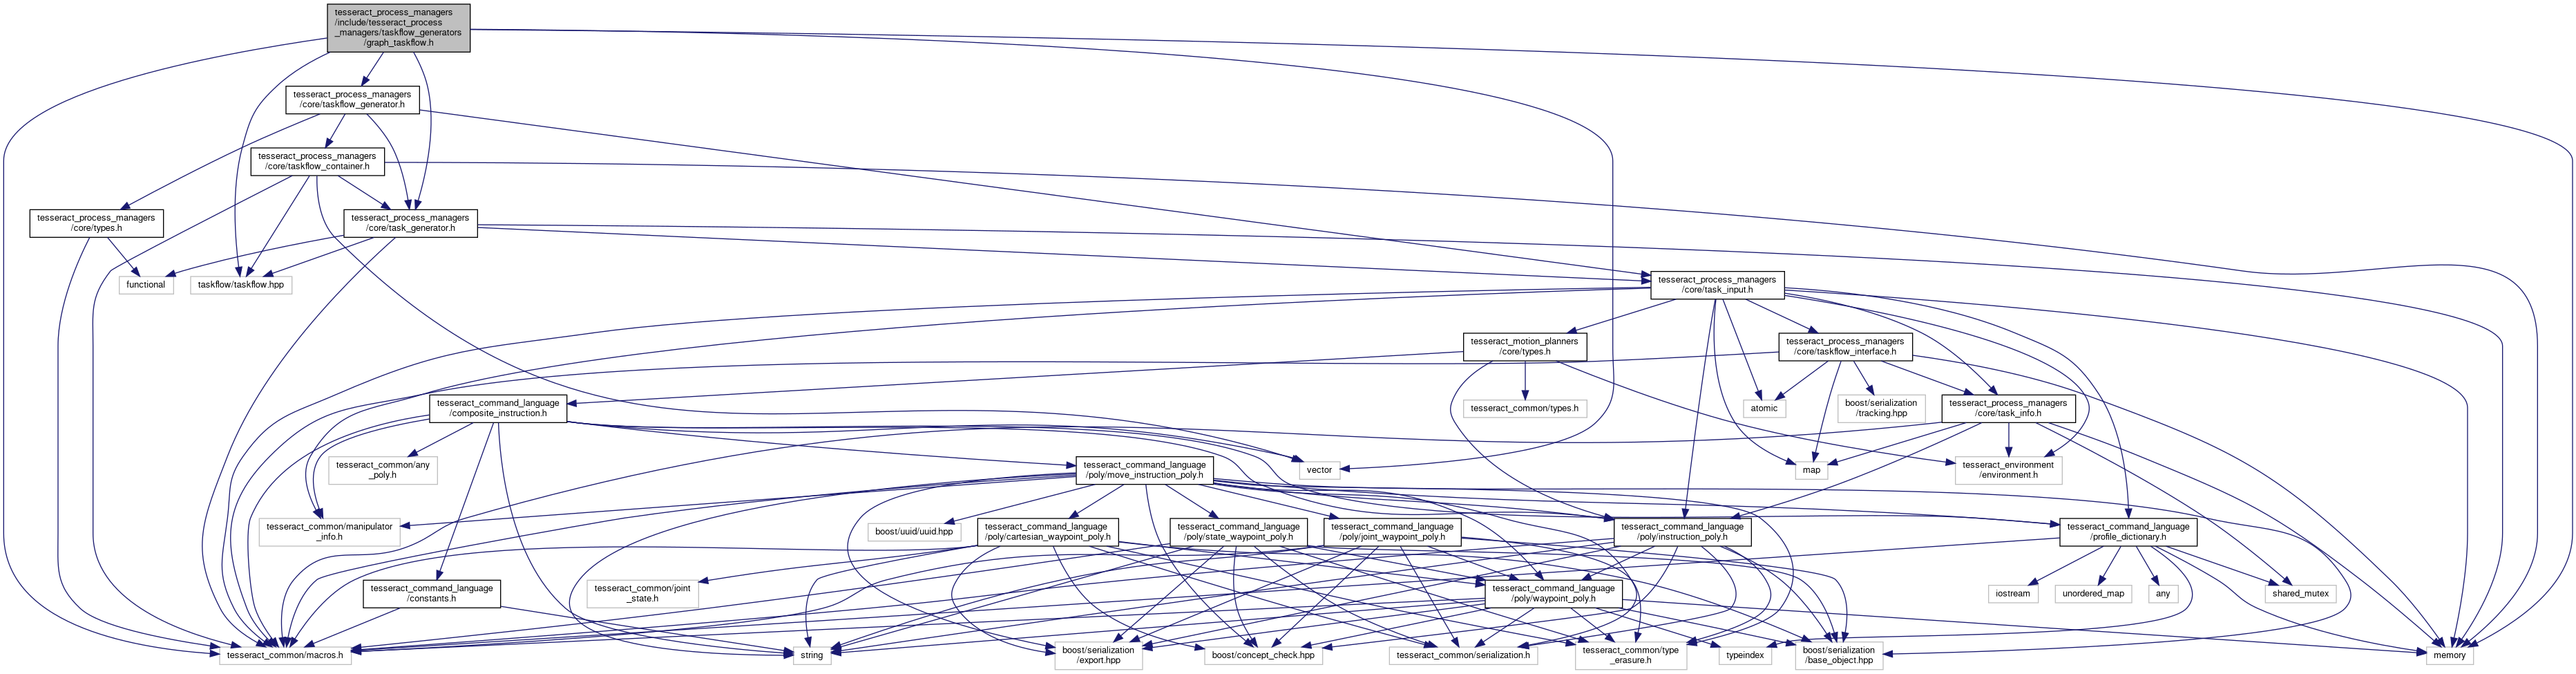 tesseract_process_managers
/include/tesseract_process
_managers/taskflow_generators
/graph_taskflow.h
tesseract_process_managers
/core/taskflow_generator.h
tesseract_process_managers
/core/taskflow_container.h
tesseract_process_managers
/core/types.h
tesseract_process_managers
/core/task_generator.h
functional
taskflow/taskflow.hpp
tesseract_process_managers
/core/task_input.h
tesseract_motion_planners
/core/types.h
tesseract_process_managers
/core/taskflow_interface.h
tesseract_command_language
/composite_instruction.h
tesseract_common/types.h
atomic
boost/serialization
/tracking.hpp
tesseract_process_managers
/core/task_info.h
tesseract_common/any
_poly.h
tesseract_command_language
/poly/move_instruction_poly.h
vector
map
tesseract_environment
/environment.h
tesseract_common/manipulator
_info.h
boost/uuid/uuid.hpp
tesseract_command_language
/poly/cartesian_waypoint_poly.h
tesseract_command_language
/poly/state_waypoint_poly.h
tesseract_command_language
/poly/joint_waypoint_poly.h
tesseract_command_language
/poly/instruction_poly.h
tesseract_command_language
/profile_dictionary.h
tesseract_command_language
/constants.h
tesseract_common/joint
_state.h
tesseract_command_language
/poly/waypoint_poly.h
iostream
unordered_map
any
shared_mutex
tesseract_common/macros.h
string
boost/serialization
/export.hpp
boost/concept_check.hpp
tesseract_common/serialization.h
tesseract_common/type
_erasure.h
typeindex
boost/serialization
/base_object.hpp
memory